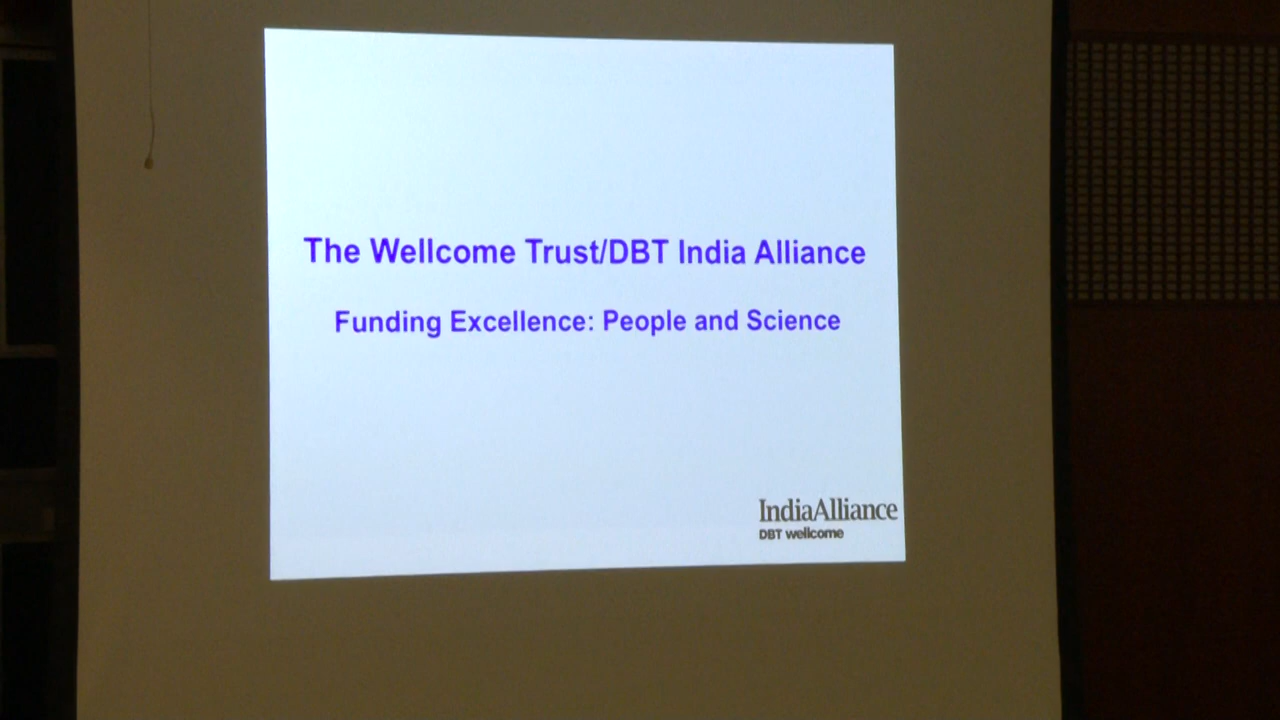 The Wellcome Trust/DBT India Alliance
Funding Excellence: People and Science
IndiaAlliance
DBT wellcome